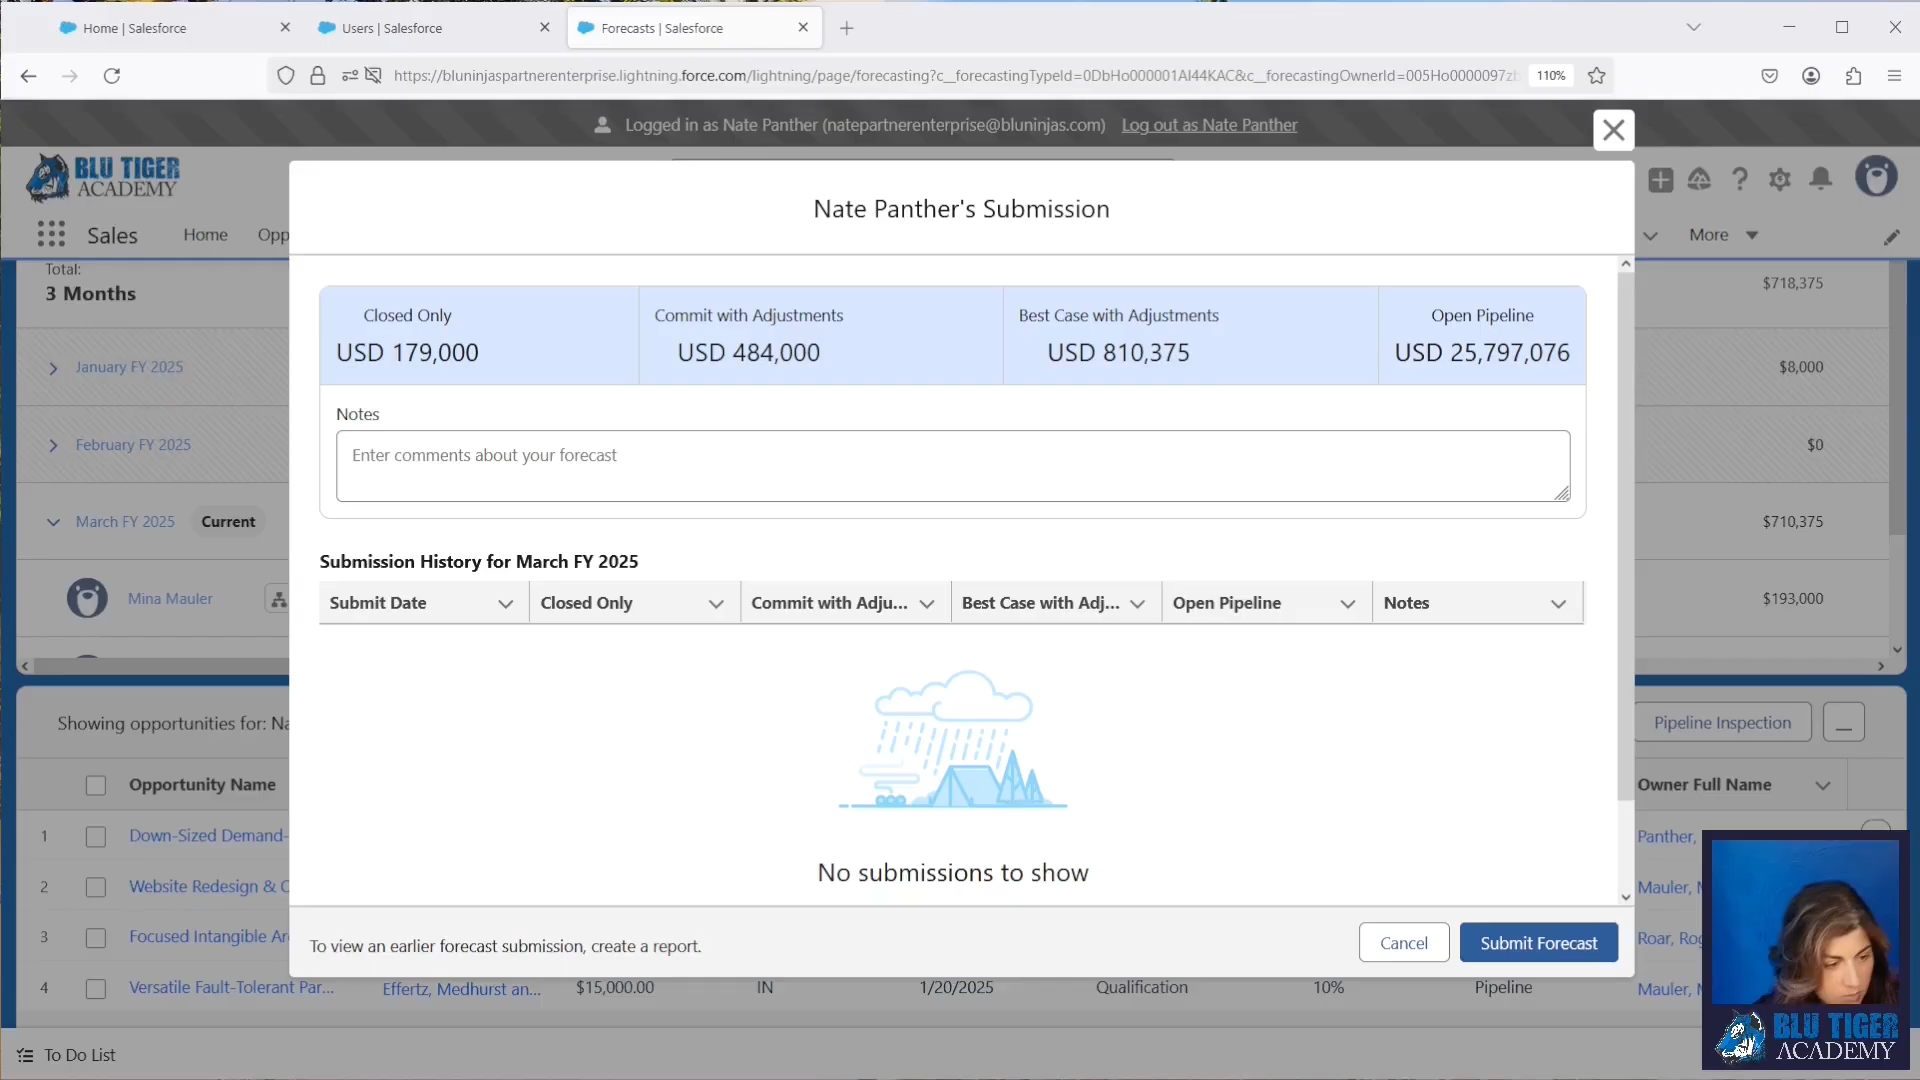 Home | Salesforce
Users | Salesforce
Forecasts | Salesforce
https://bluninjaspartnerenterprise.lightning.force.com/lightning/page/forecasting?c__forecastingTypeId=0DbHo000001AI44KAC&c__forecastingOwnerId=005Ho0000097z
110%
Logged in as Nate Panther (natepartnerenterprise@bluninjas.com) Log out as Nate Panther
BLU TIGER
ACADEMY
Sales
Home
Opp
More
Nate Panther's Submission
Total:
3 Months
$718,375
Closed Only
USD 179,000
Commit with Adjustments
USD 484,000
Best Case with Adjustments
USD 810,375
Open Pipeline
USD 25,797,076
January FY 2025
$8,000
Notes
Enter comments about your forecast
February FY 2025
$0
March FY 2025 Current
$710,375
Submission History for March FY 2025
Submit Date
Closed Only
Commit with Adju...
Best Case with Adj...
Open Pipeline
Notes
Mina Mauler
$193,000
No submissions to show
Showing opportunities for: Na
Pipeline Inspection
Opportunity Name
Owner Full Name
1 Down-Sized Demand-
Panther,
2 Website Redesign & C
Mauler,
3 Focused Intangible Ar
Roar, Rog
To view an earlier forecast submission, create a report.
Cancel
Submit Forecast
4 Versatile Fault-Tolerant Par... Effertz, Medhurst an... $15,000.00 IN 1/20/2025 Qualification 10% Pipeline Mauler,
To Do List
BLU TIGER
ACADEMY